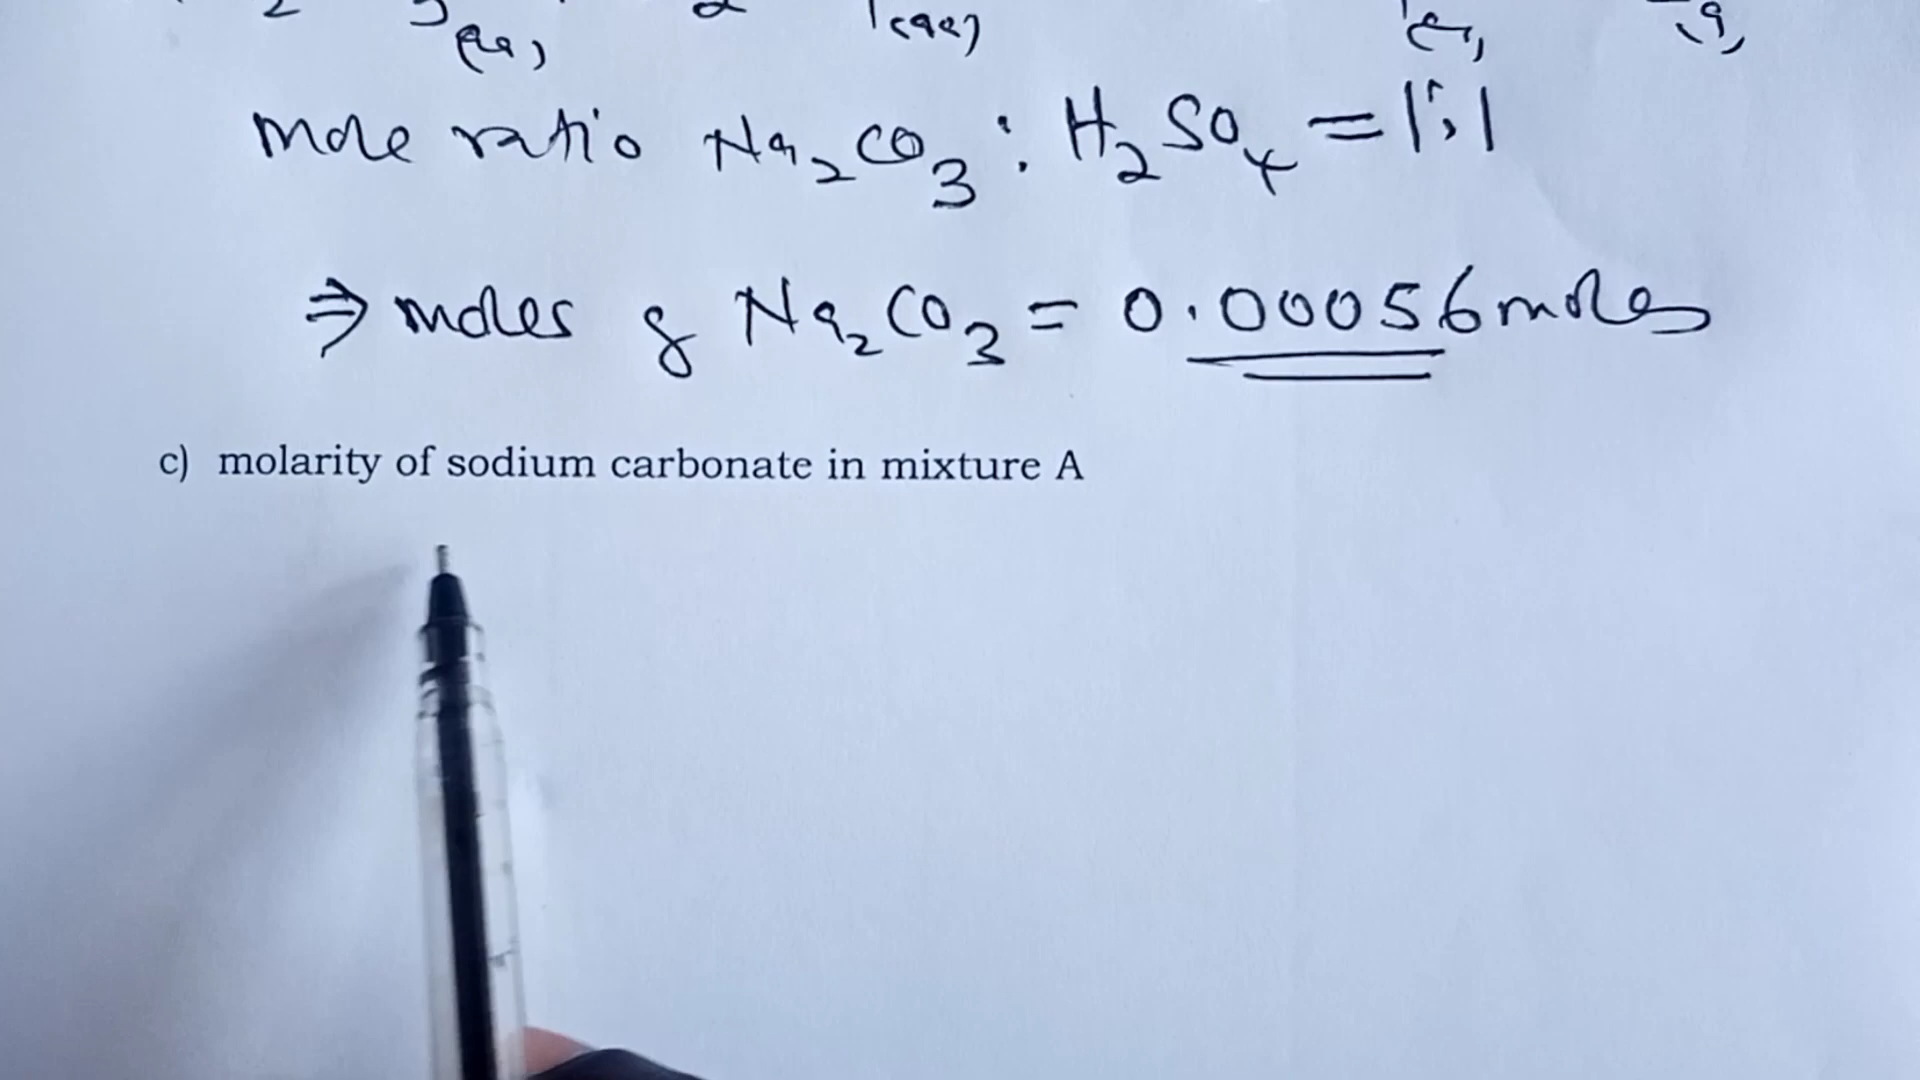 mole ratio Na₂CO₃ : H₂SO₄ = 1:1
⇒ moles of Na₂CO₃ = 0.00056 moles
c) molarity of sodium carbonate in mixture A